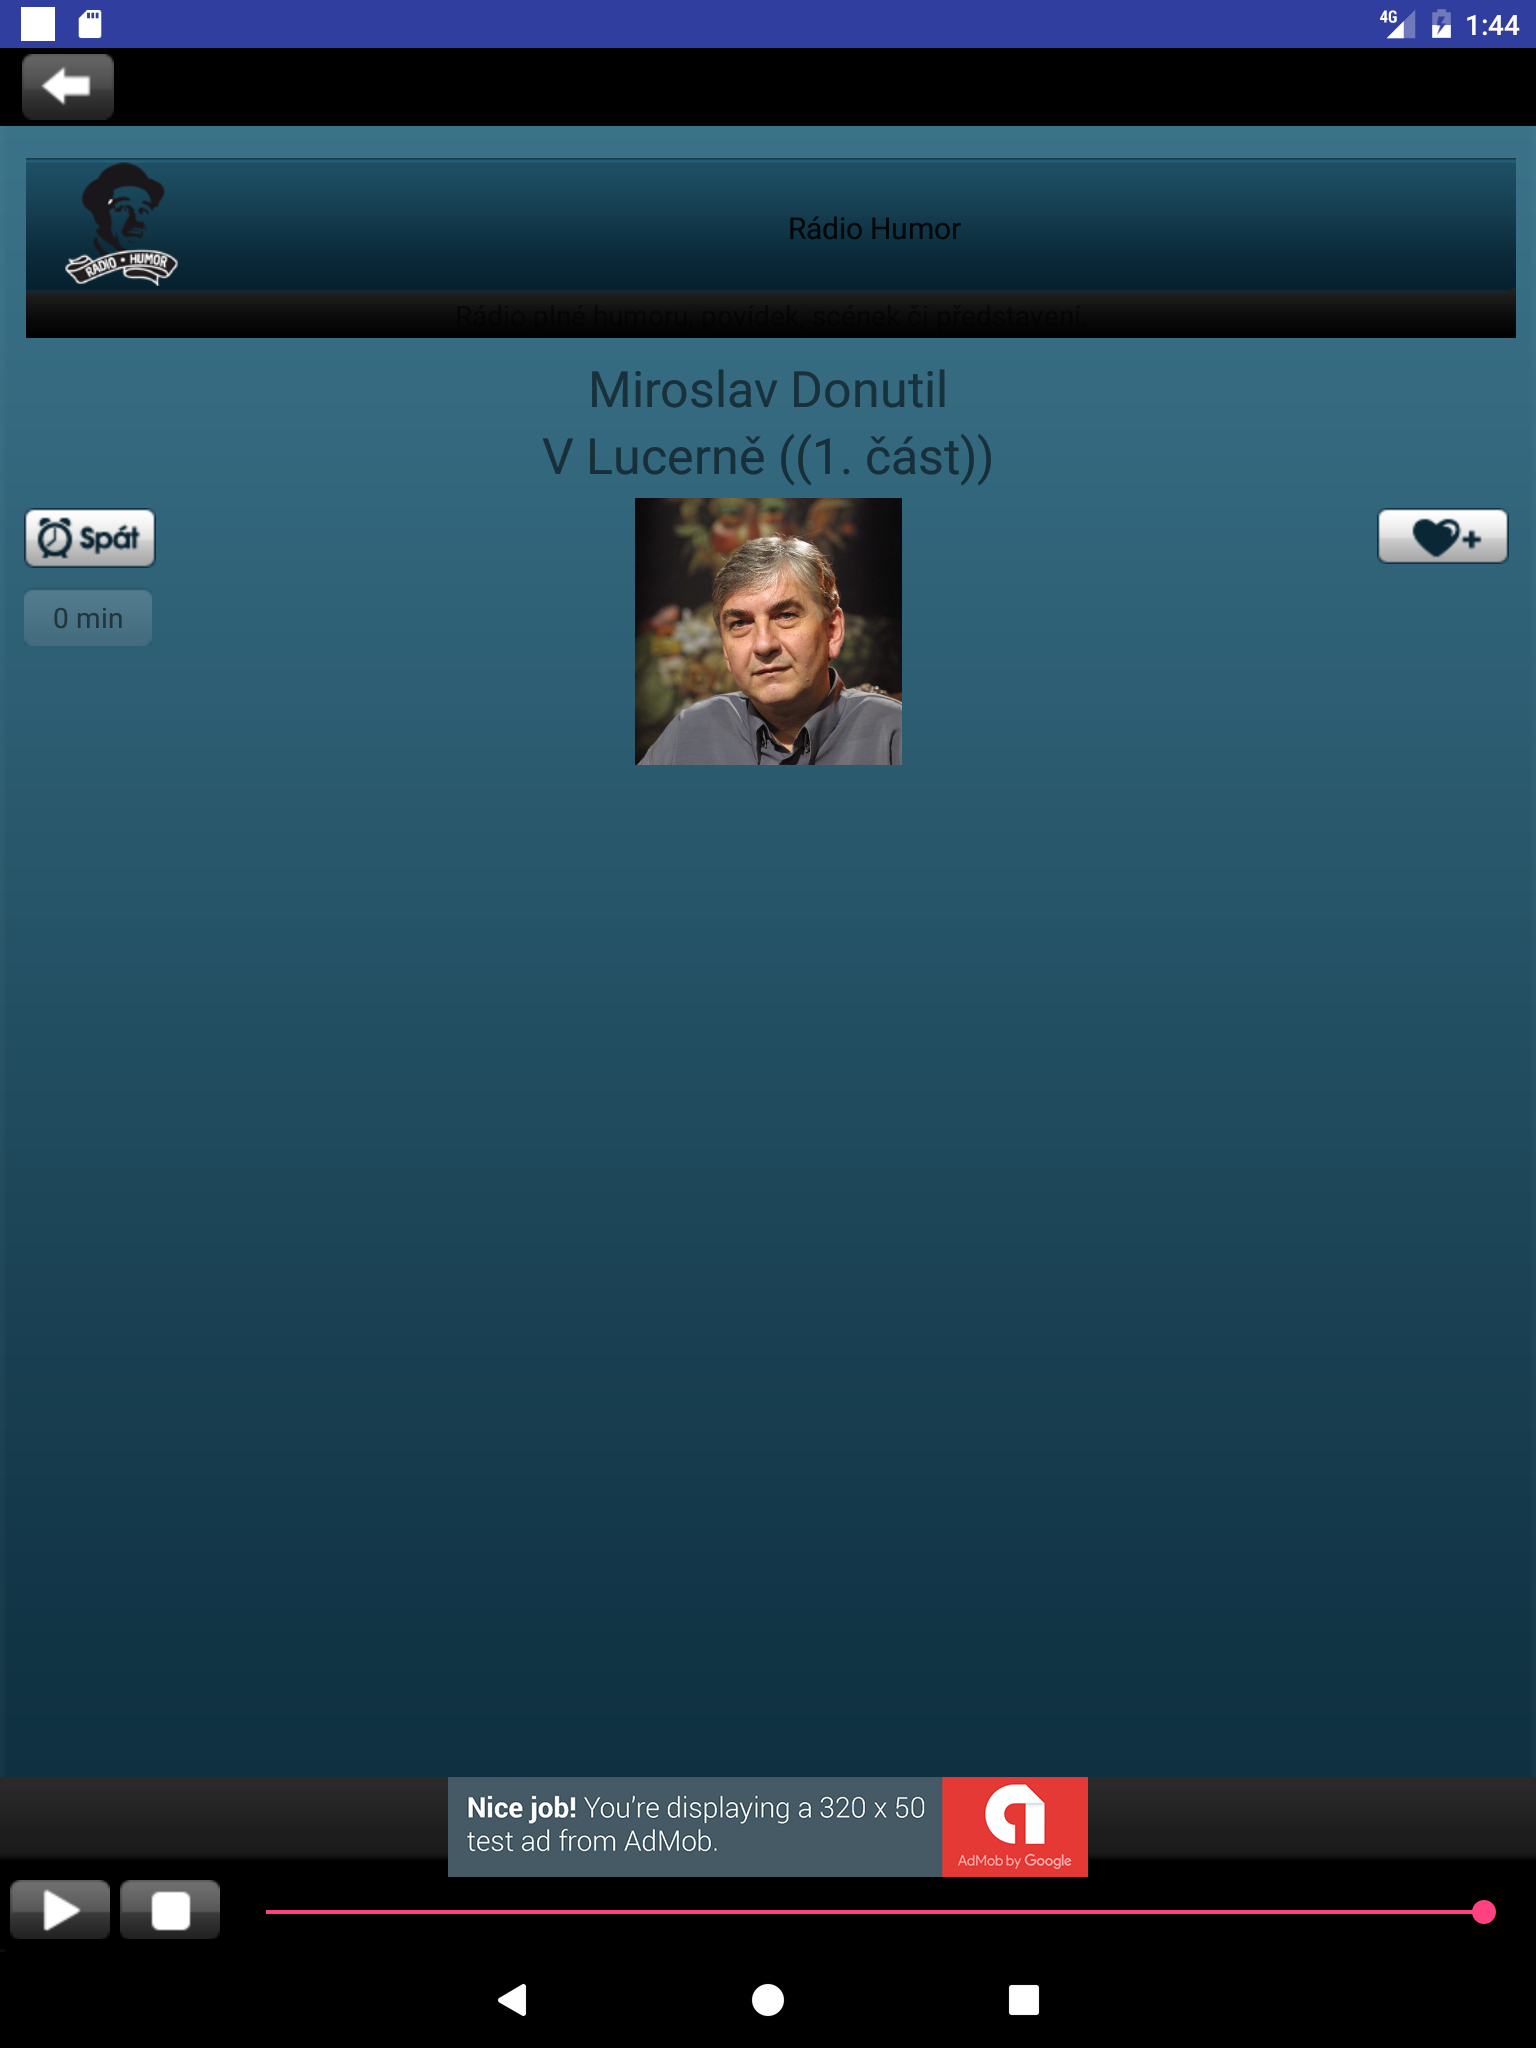 4G 1:44
RADIO • HUMOR
Rádio Humor
Rádio plné humoru, povídek, scének či představení.
Miroslav Donutil
V Lucerně ((1. část))
Spát
0 min
Nice job! You're displaying a 320 x 50
test ad from AdMob.
AdMob by Google